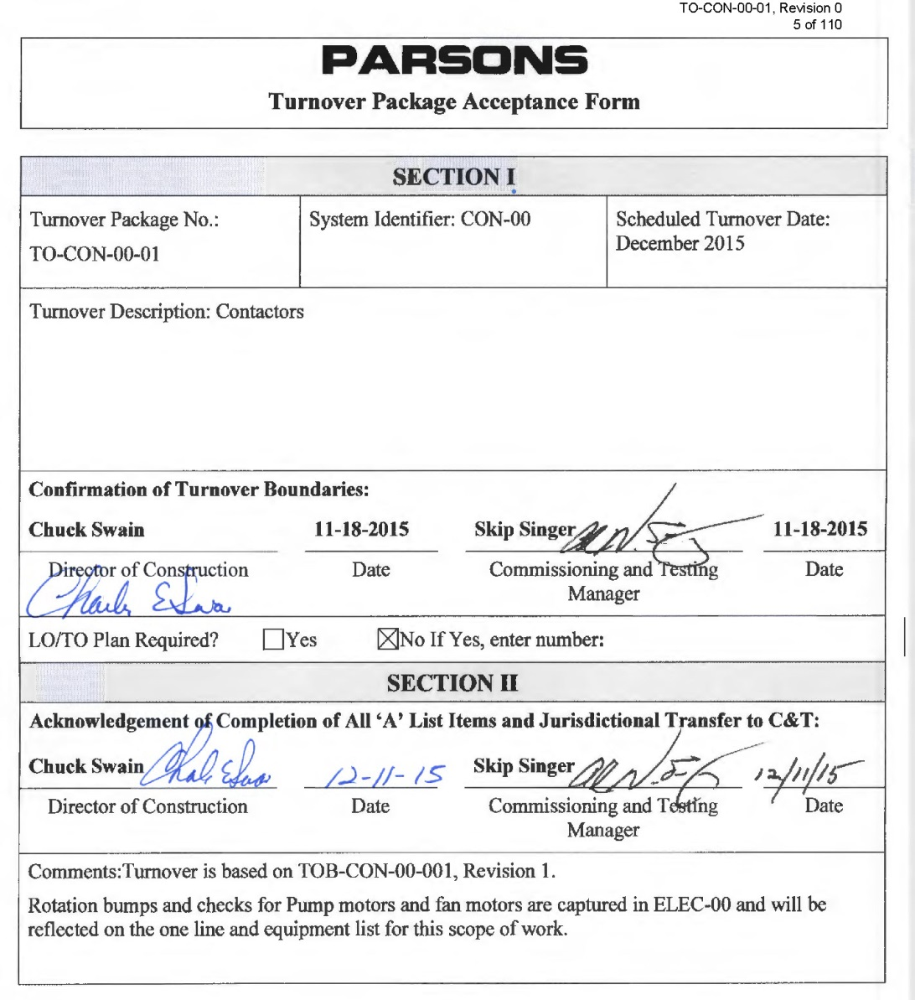 TO-CON-00-01, Revision 0
5 of 110
PARSONS
Turnover Package Acceptance Form
SECTION I
Turnover Package No.:
TO-CON-00-01
System Identifier: CON-00
Scheduled Turnover Date:
December 2015
Turnover Description: Contactors
Confirmation of Turnover Boundaries:
Chuck Swain 11-18-2015 Skip Singer 11-18-2015
Director of Construction Date Commissioning and Testing Date
Manager
LO/TO Plan Required? Yes No If Yes, enter number:
SECTION II
Acknowledgement of Completion of All ‘A’ List Items and Jurisdictional Transfer to C&T:
Chuck Swain 12-11-15 Skip Singer 12/11/15
Director of Construction Date Commissioning and Testing Date
Manager
Comments:Turnover is based on TOB-CON-00-001, Revision 1.
Rotation bumps and checks for Pump motors and fan motors are captured in ELEC-00 and will be
reflected on the one line and equipment list for this scope of work.